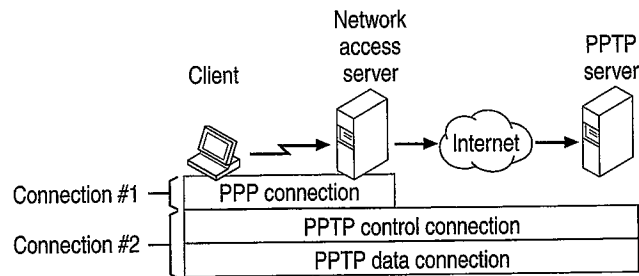 Network
access
server
PPTP
server
Client
Internet
Connection #1
PPP connection
PPTP control connection
Connection #2
PPTP data connection